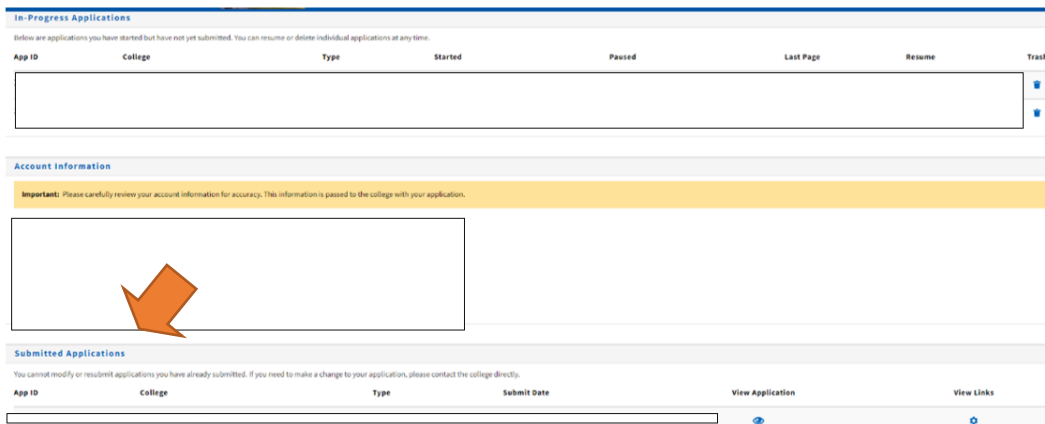 In-Progress Applications
Below are applications you have started but have not yet submitted. You can resume or delete individual applications at any time.
App ID College Type Started Paused Last Page Resume Trash
Account Information
Important: Please carefully review your account information for accuracy. This information is passed to the college with your application.
Submitted Applications
You cannot modify or resubmit applications you have already submitted. If you need to make a change to your application, please contact the college directly.
App ID College Type Submit Date View Application View Links